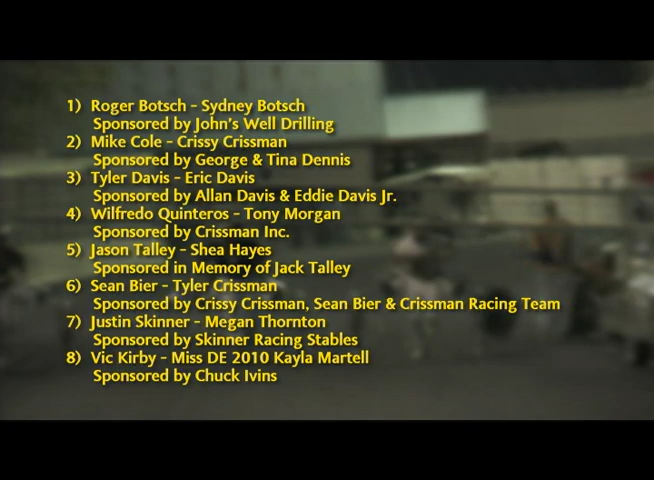 1) Roger Botsch - Sydney Botsch
Sponsored by John's Well Drilling
2) Mike Cole - Crissy Crissman
Sponsored by George & Tina Dennis
3) Tyler Davis - Eric Davis
Sponsored by Allan Davis & Eddie Davis Jr.
4) Wilfredo Quinteros - Tony Morgan
Sponsored by Crissman Inc.
5) Jason Talley - Shea Hayes
Sponsored in Memory of Jack Talley
6) Sean Bier - Tyler Crissman
Sponsored by Crissy Crissman, Sean Bier & Crissman Racing Team
7) Justin Skinner - Megan Thornton
Sponsored by Skinner Racing Stables
8) Vic Kirby - Miss DE 2010 Kayla Martell
Sponsored by Chuck Ivins